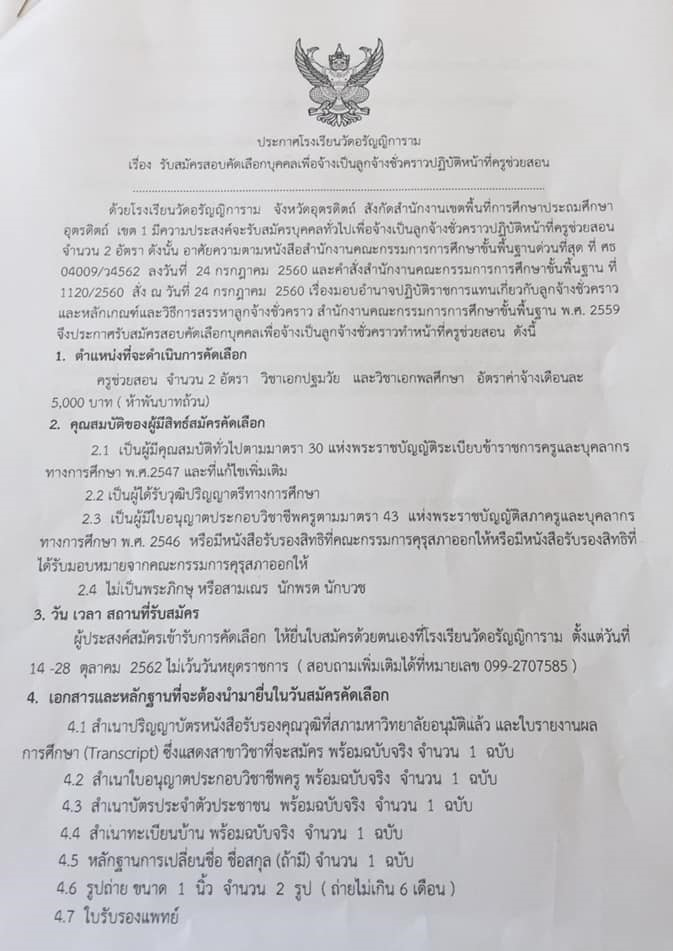 ประกาศโรงเรียนวัดอรัญญิการาม
เรื่อง รับสมัครสอบคัดเลือกบุคคลเพื่อจ้างเป็นลูกจ้างชั่วคราวปฏิบัติหน้าที่ครูช่วยสอน
ด้วยโรงเรียนวัดอรัญญิการาม จังหวัดอุตรดิตถ์ สังกัดสำนักงานเขตพื้นที่การศึกษาประถมศึกษา
อุตรดิตถ์ เขต 1 มีความประสงค์จะรับสมัครบุคคลทั่วไปเพื่อจ้างเป็นลูกจ้างชั่วคราวปฏิบัติหน้าที่ครูช่วยสอน
จำนวน 2 อัตรา ดังนั้น อาศัยความตามหนังสือสำนักงานคณะกรรมการการศึกษาขั้นพื้นฐานด่วนที่สุด ที่ ศธ
04009/ว4562 ลงวันที่ 24 กรกฎาคม 2560 และคำสั่งสำนักงานคณะกรรมการการศึกษาขั้นพื้นฐาน ที่
1120/2560 สั่ง ณ วันที่ 24 กรกฎาคม 2560 เรื่องมอบอำนาจปฏิบัติราชการแทนเกี่ยวกับลูกจ้างชั่วคราว
และหลักเกณฑ์และวิธีการสรรหาลูกจ้างชั่วคราว สำนักงานคณะกรรมการการศึกษาขั้นพื้นฐาน พ.ศ. 2559
จึงประกาศรับสมัครสอบคัดเลือกบุคคลเพื่อจ้างเป็นลูกจ้างชั่วคราวทำหน้าที่ครูช่วยสอน ดังนี้
1. ตำแหน่งที่จะดำเนินการคัดเลือก
ครูช่วยสอน จำนวน 2 อัตรา วิชาเอกปฐมวัย และวิชาเอกพลศึกษา อัตราค่าจ้างเดือนละ
5,000 บาท ( ห้าพันบาทถ้วน)
2. คุณสมบัติของผู้มีสิทธ์สมัครคัดเลือก
2.1 เป็นผู้มีคุณสมบัติทั่วไปตามมาตรา 30 แห่งพระราชบัญญัติระเบียบข้าราชการครูและบุคลากร
ทางการศึกษา พ.ศ.2547 และที่แก้ไขเพิ่มเติม
2.2 เป็นผู้ได้รับวุฒิปริญญาตรีทางการศึกษา
2.3 เป็นผู้มีใบอนุญาตประกอบวิชาชีพครูตามมาตรา 43 แห่งพระราชบัญญัติสภาครูและบุคลากร
ทางการศึกษา พ.ศ. 2546 หรือมีหนังสือรับรองสิทธิที่คณะกรรมการคุรุสภาออกให้หรือมีหนังสือรับรองสิทธิที่
ได้รับมอบหมายจากคณะกรรมการคุรุสภาออกให้
2.4 ไม่เป็นพระภิกษุ หรือสามเณร นักพรต นักบวช
3. วัน เวลา สถานที่รับสมัคร
ผู้ประสงค์สมัครเข้ารับการคัดเลือก ให้ยื่นใบสมัครด้วยตนเองที่โรงเรียนวัดอรัญญิการาม ตั้งแต่วันที่
14 -28 ตุลาคม 2562 ไม่เว้นวันหยุดราชการ ( สอบถามเพิ่มเติมได้ที่หมายเลข 099-2707585 )
4. เอกสารและหลักฐานที่จะต้องนำมายื่นในวันสมัครคัดเลือก
4.1 สำเนาปริญญาบัตรหนังสือรับรองคุณวุฒิที่สภามหาวิทยาลัยอนุมัติแล้ว และใบรายงานผล
การศึกษา (Transcript) ซึ่งแสดงสาขาวิชาที่จะสมัคร พร้อมฉบับจริง จำนวน 1 ฉบับ
4.2 สำเนาใบอนุญาตประกอบวิชาชีพครู พร้อมฉบับจริง จำนวน 1 ฉบับ
4.3 สำเนาบัตรประจำตัวประชาชน พร้อมฉบับจริง จำนวน 1 ฉบับ
4.4 สำเนาทะเบียนบ้าน พร้อมฉบับจริง จำนวน 1 ฉบับ
4.5 หลักฐานการเปลี่ยนชื่อ ชื่อสกุล (ถ้ามี) จำนวน 1 ฉบับ
4.6 รูปถ่าย ขนาด 1 นิ้ว จำนวน 2 รูป ( ถ่ายไม่เกิน 6 เดือน )
4.7 ใบรับรองแพทย์